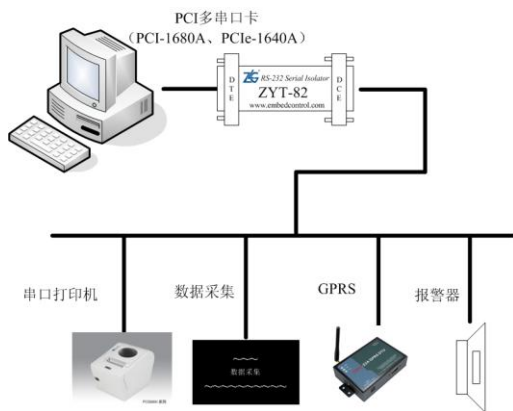 PCI多串口卡
（PCI-1680A、PCIe-1640A）
DTE
ZLG RS-232 Serial Isolator
ZYT-82
www.embedcontrol.com
DCE
串口打印机
数据采集
GPRS
报警器
数据采集